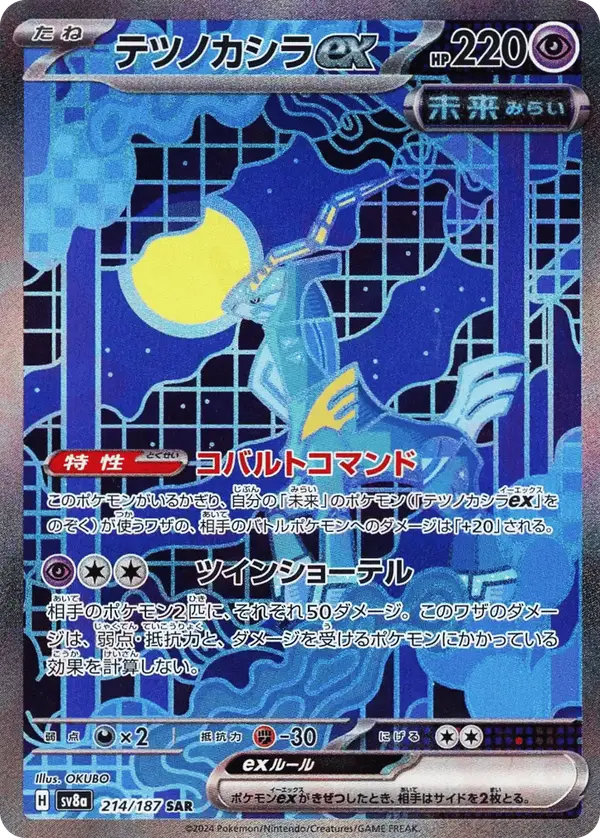 たね
テツノカシラex
HP220
未来 みらい
特性 とくせい
コバルトコマンド
このポケモンがいるかぎり、自分の「未来」のポケモン(「テツノカシラex」を
のぞく)が使うワザの、相手のバトルポケモンへのダメージは「+20」される。
ツインショーテル
相手のポケモン2匹に、それぞれ50ダメージ。このワザのダメー
ジは、弱点・抵抗力と、ダメージを受けるポケモンにかかっている
効果を計算しない。
弱点 ×2 抵抗力 -30 にげる
Illus. OKUBO
exルール
H sv8a 214/187 SAR
ポケモンexがきぜつしたとき、相手はサイドを2枚とる。
©2024 Pokémon/Nintendo/Creatures/GAME FREAK.